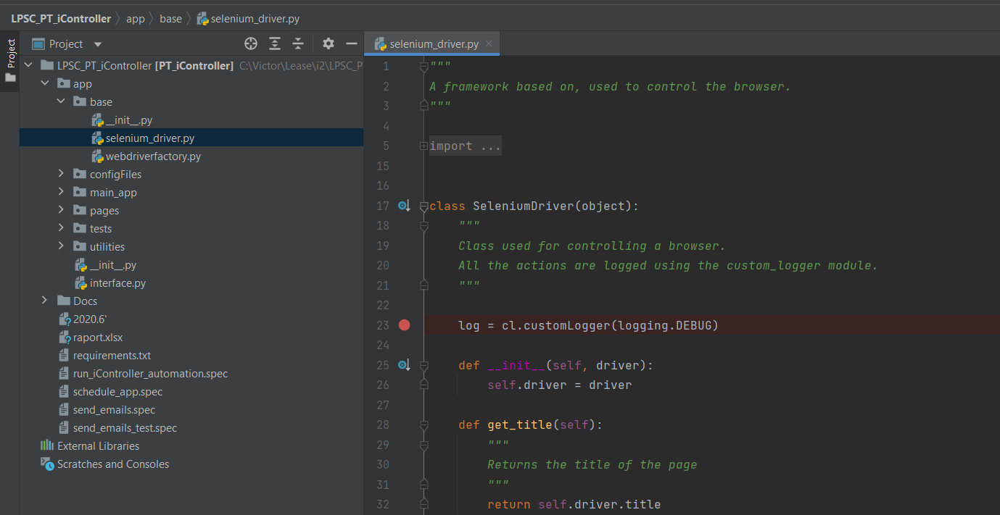 LPSC_PT_iController
app
base
selenium_driver.py
Project
Project
selenium_driver.py
LPSC_PT_iController [PT_iController] C:\Victor\Lease\i2\LPSC_P
app
base
__init__.py
selenium_driver.py
webdriverfactory.py
configFiles
main_app
pages
tests
utilities
__init__.py
interface.py
Docs
2020.6'
raport.xlsx
requirements.txt
run_iController_automation.spec
schedule_app.spec
send_emails.spec
send_emails_test.spec
External Libraries
Scratches and Consoles
1 """
2 A framework based on, used to control the browser.
3 """
4
5 import ...
15
16
17 class SeleniumDriver(object):
18 """
19 Class used for controlling a browser.
20 All the actions are logged using the custom_logger module.
21 """
22
23 log = cl.customLogger(logging.DEBUG)
24
25 def __init__(self, driver):
26 self.driver = driver
27
28 def get_title(self):
29 """
30 Returns the title of the page
31 """
32 return self.driver.title